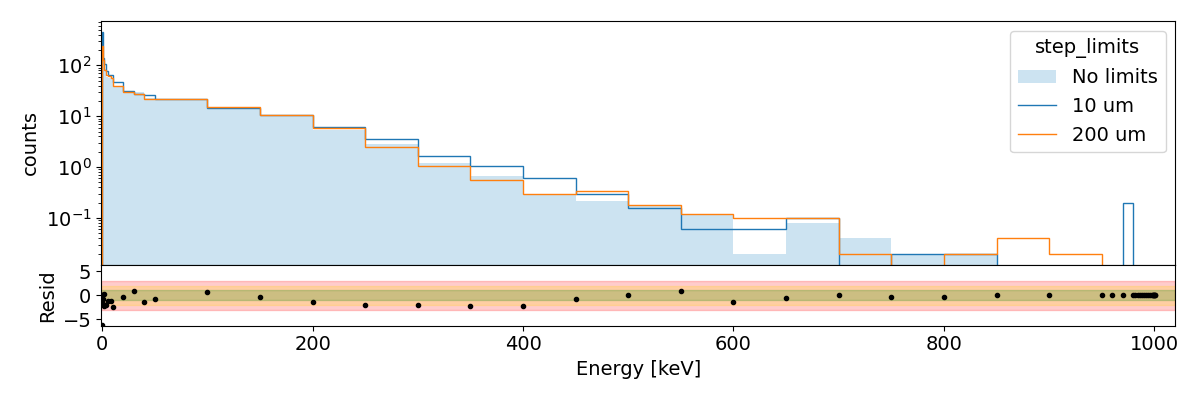 step_limits
No limits
10 um
200 um
counts
10²
10¹
10⁰
10⁻¹
Resid
5
0
−5
0
200
400
600
800
1000
Energy [keV]